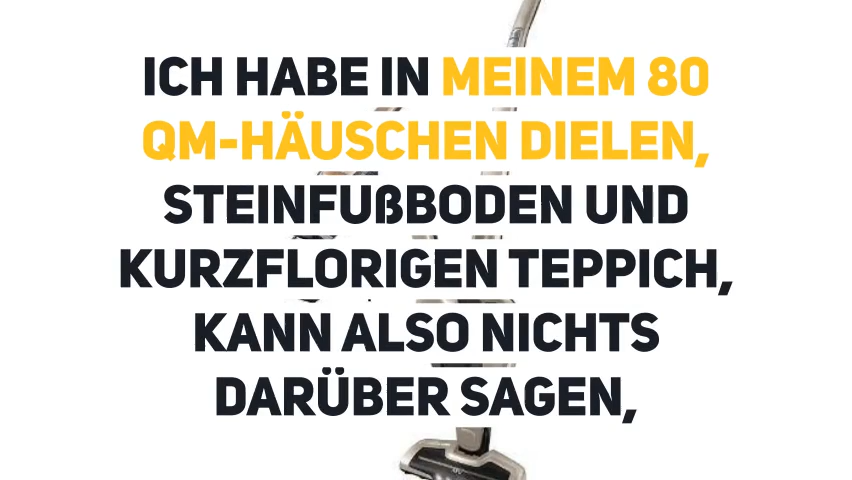 ICH HABE IN MEINEM 80
QM-HÄUSCHEN DIELEN,
STEINFUßBODEN UND
KURZFLORIGEN TEPPICH,
KANN ALSO NICHTS
DARÜBER SAGEN,